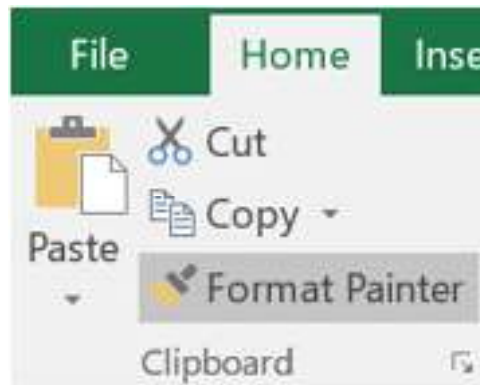 File Home Inse
Cut
Copy
Paste
Format Painter
Clipboard